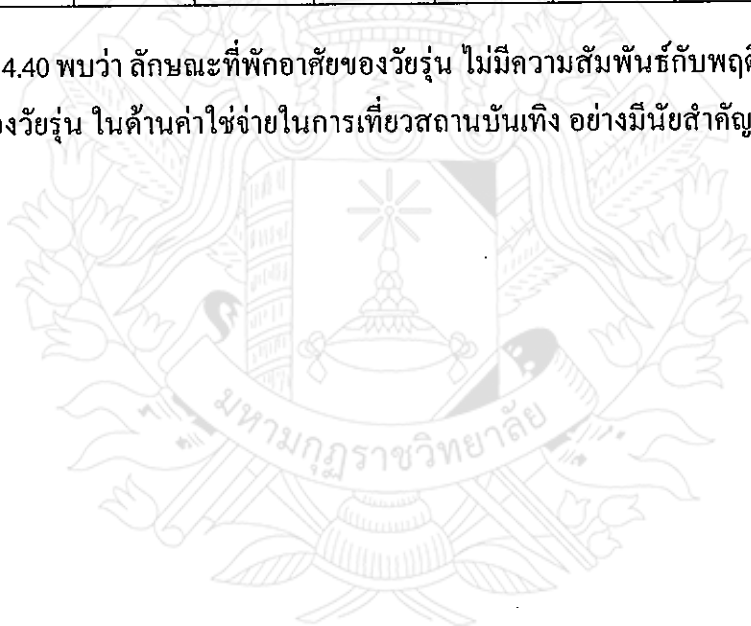 4.40 พบว่า ลักษณะที่พักอาศัยของวัยรุ่น ไม่มีความสัมพันธ์กับพฤติ
องวัยรุ่น ในด้านค่าใช้จ่ายในการเที่ยวสถานบันเทิง อย่างมีนัยสำคัญ
มหามกุฏราชวิทยาลัย